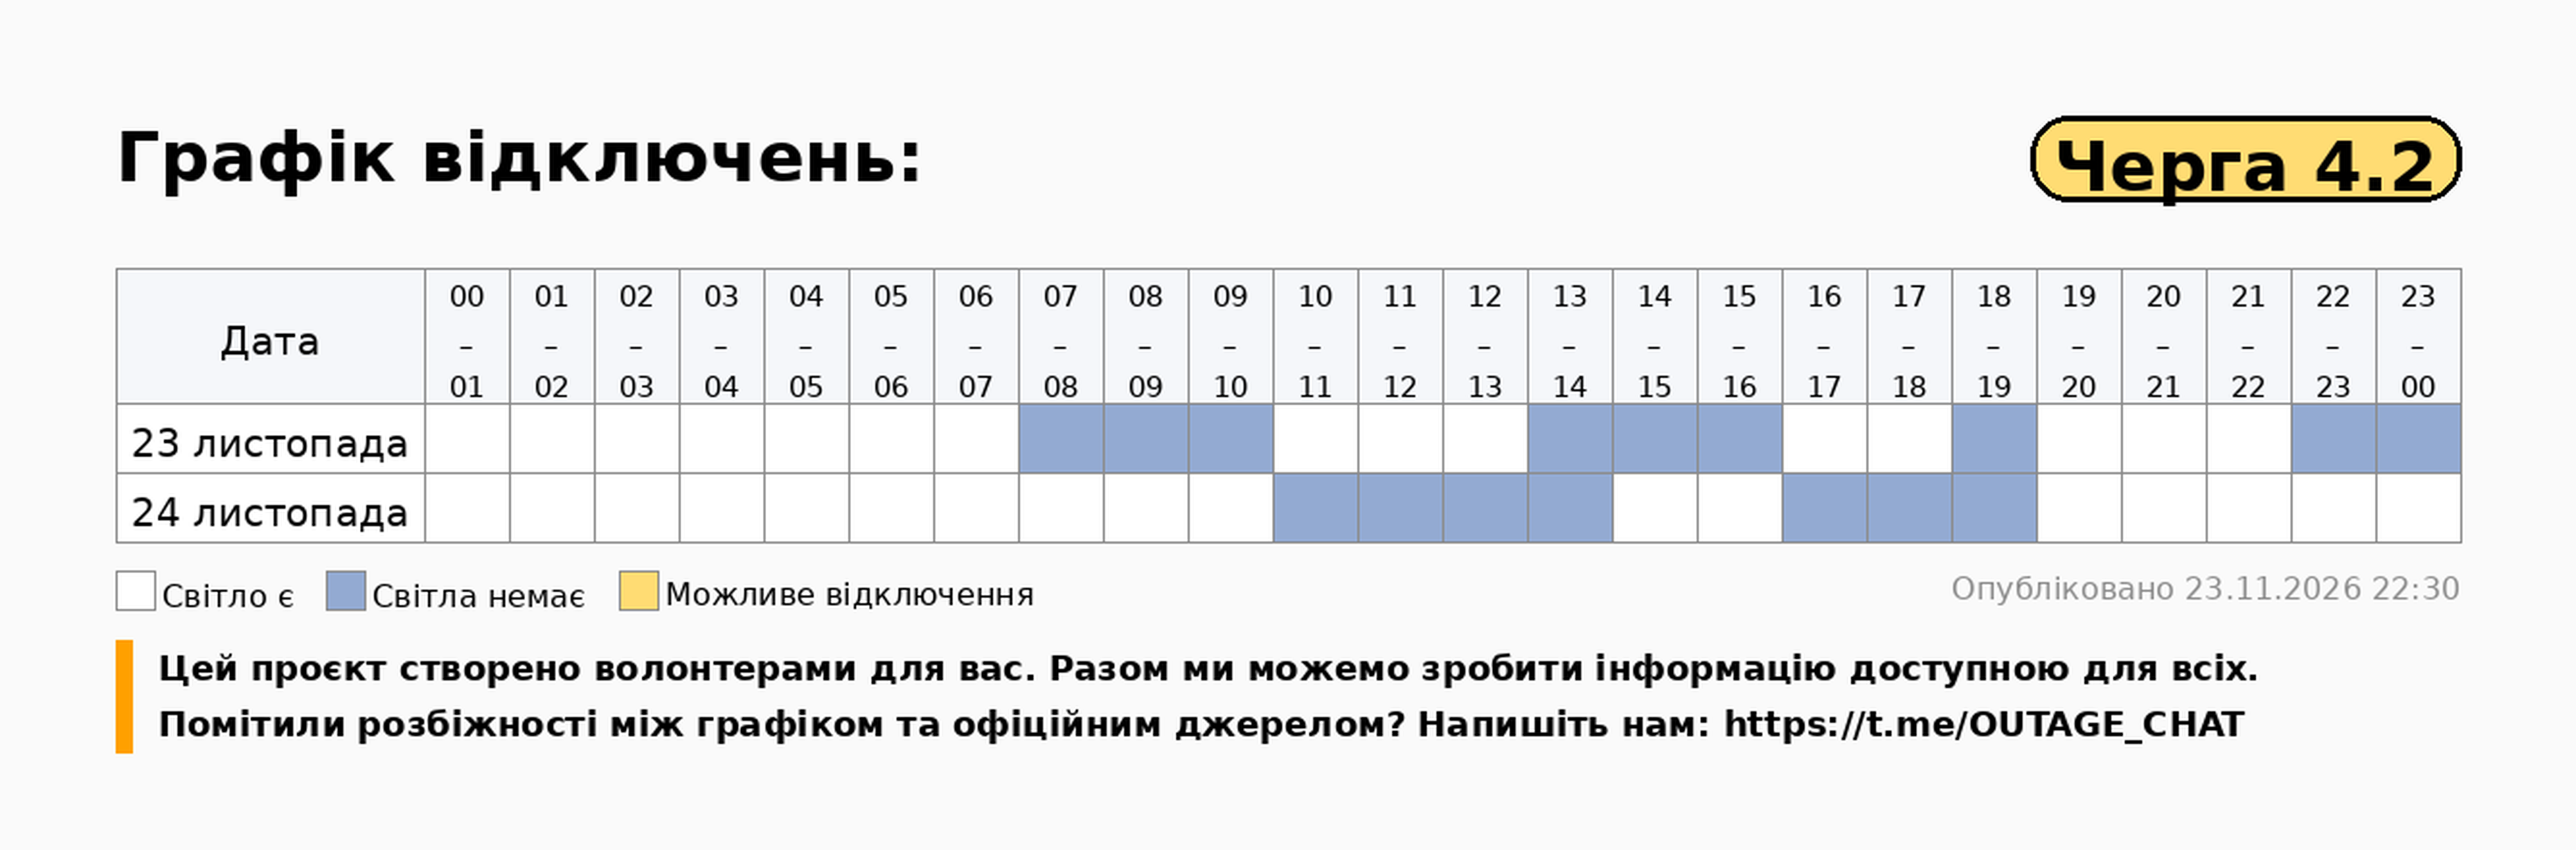 Графік відключень:
Черга 4.2
Дата 00 – 01 01 – 02 02 – 03 03 – 04 04 – 05 05 – 06 06 – 07 07 – 08 08 – 09 09 – 10 10 – 11 11 – 12 12 – 13 13 – 14 14 – 15 15 – 16 16 – 17 17 – 18 18 – 19 19 – 20 20 – 21 21 – 22 22 – 23 23 – 00
23 листопада
24 листопада
Світло є Світла немає Можливе відключення
Опубліковано 23.11.2026 22:30
Цей проєкт створено волонтерами для вас. Разом ми можемо зробити інформацію доступною для всіх.
Помітили розбіжності між графіком та офіційним джерелом? Напишіть нам: https://t.me/OUTAGE_CHAT